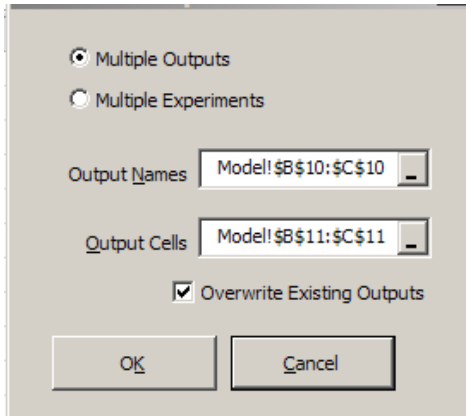 Multiple Outputs
Multiple Experiments
Output Names Model!$B$10:$C$10 _
Output Cells Model!$B$11:$C$11 _
Overwrite Existing Outputs
OK Cancel